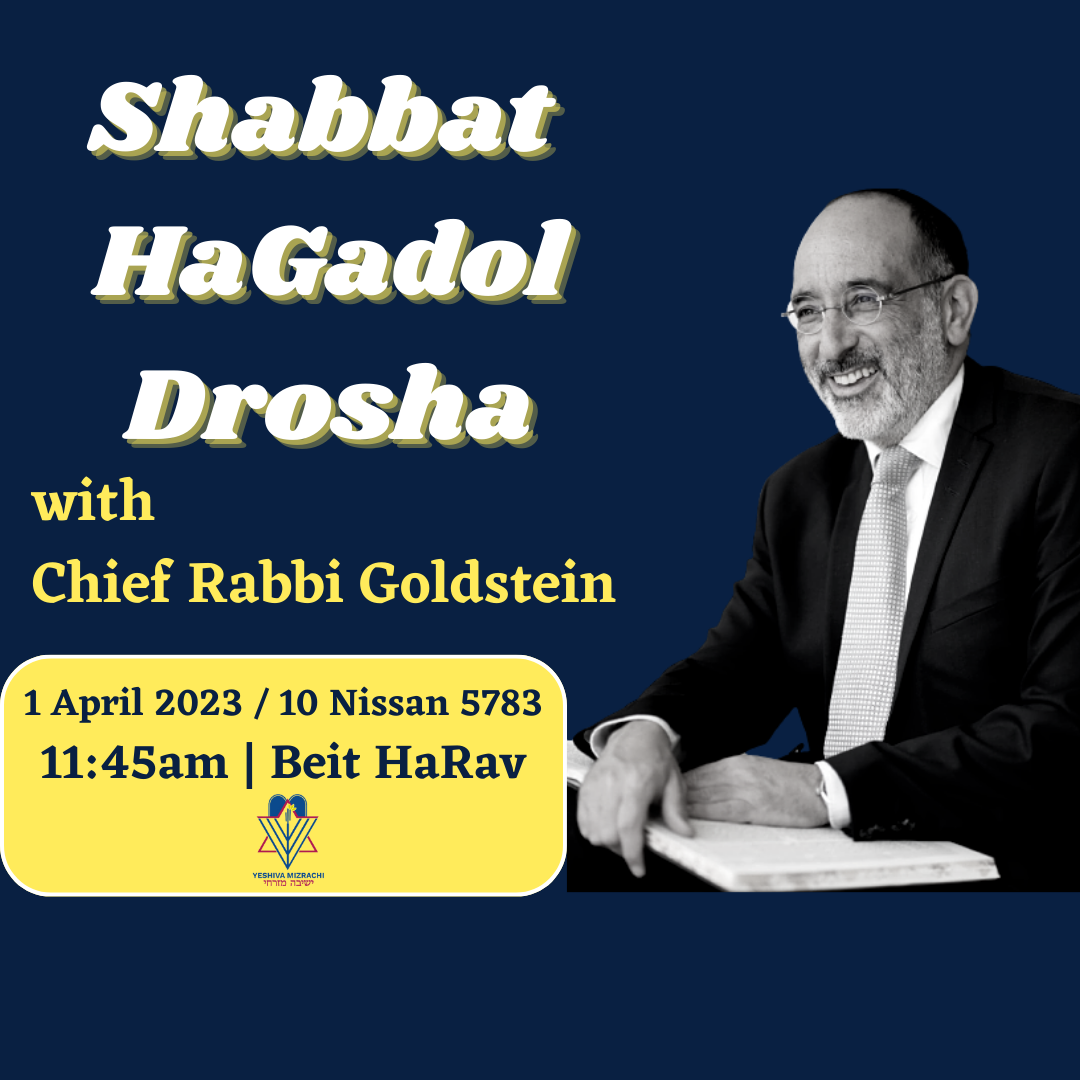 Shabbat
HaGadol
Drosha
with
Chief Rabbi Goldstein
1 April 2023 / 10 Nissan 5783
11:45am | Beit HaRav
YESHIVA MIZRACHI
ישיבה מזרחי